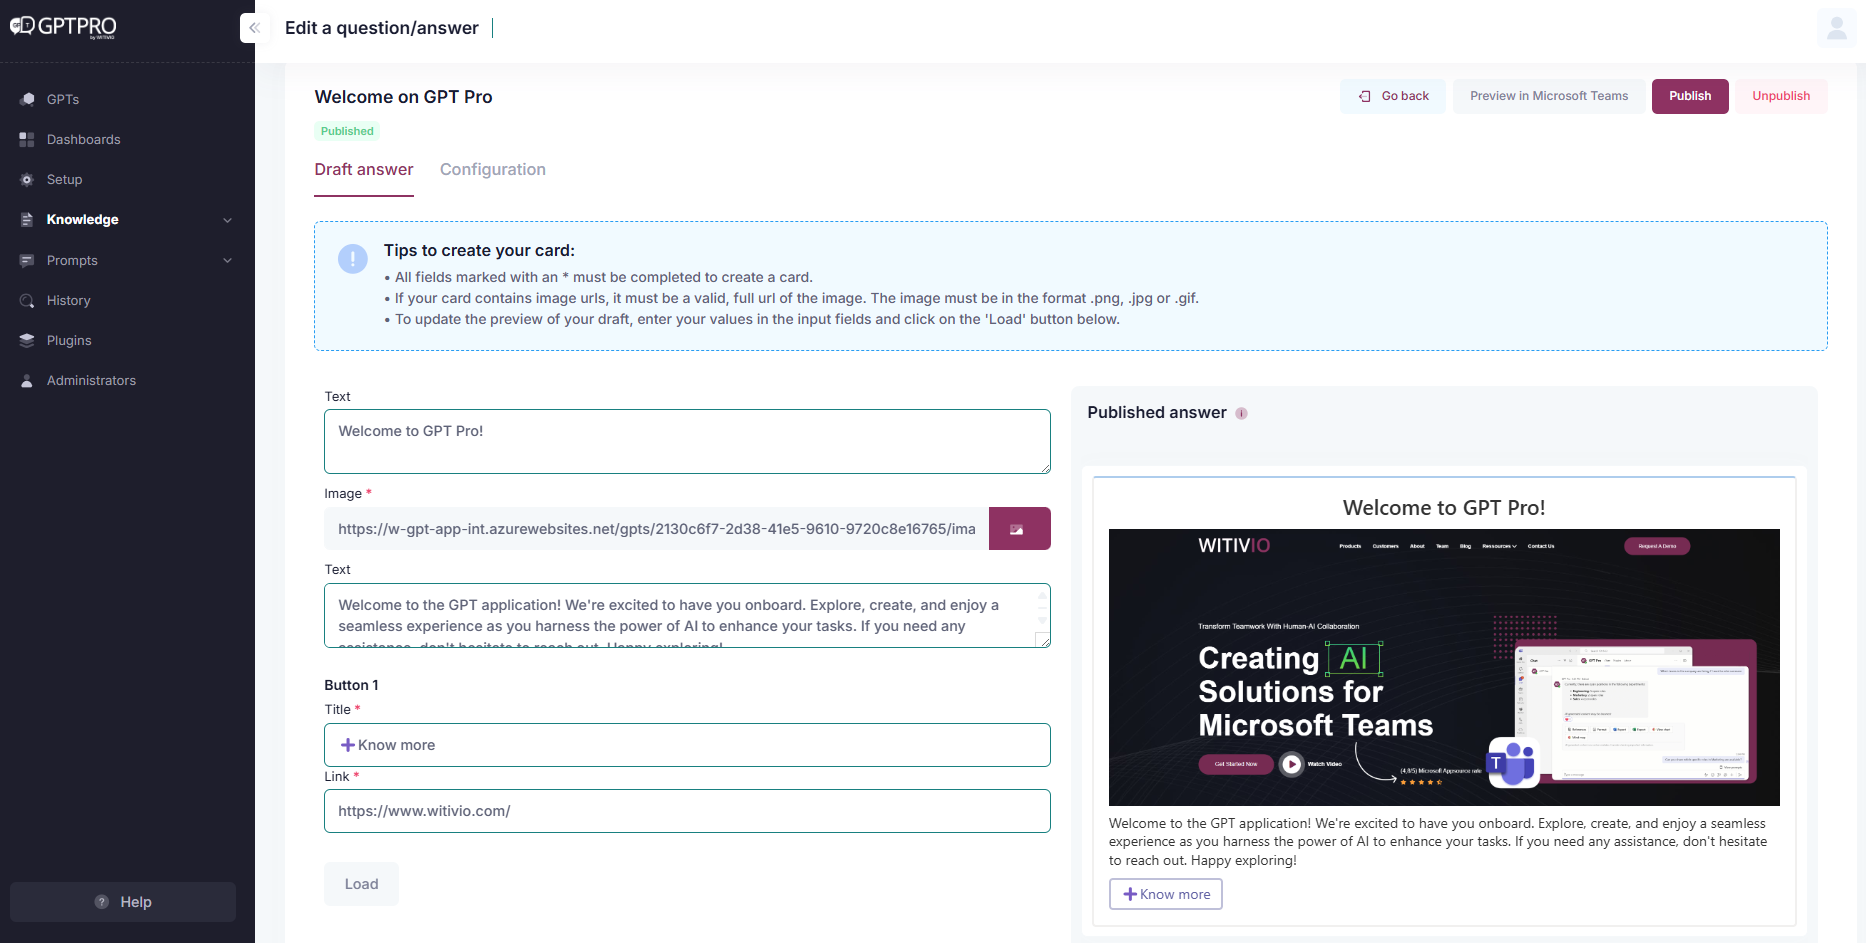 GPTPRO
by WITIVIO
Edit a question/answer
GPTs
Dashboards
Setup
Knowledge
Prompts
History
Plugins
Administrators
Help
Welcome on GPT Pro
Published
Go back
Preview in Microsoft Teams
Publish
Unpublish
Draft answer
Configuration
Tips to create your card:
• All fields marked with an * must be completed to create a card.
• If your card contains image urls, it must be a valid, full url of the image. The image must be in the format .png, .jpg or .gif.
• To update the preview of your draft, enter your values in the input fields and click on the 'Load' button below.
Text
Welcome to GPT Pro!
Image *
https://w-gpt-app-int.azurewebsites.net/gpts/2130c6f7-2d38-41e5-9610-9720c8e16765/ima
Text
Welcome to the GPT application! We're excited to have you onboard. Explore, create, and enjoy a
seamless experience as you harness the power of AI to enhance your tasks. If you need any
assistance, don't hesitate to reach out. Happy exploring!
Button 1
Title *
+ Know more
Link *
https://www.witivio.com/
Load
Published answer
Welcome to GPT Pro!
WITIVIO
Products Customers About Team Blog Ressources Contact Us
Request A Demo
Transform Teamwork With Human-AI Collaboration
Creating AI
Solutions for
Microsoft Teams
Get Started Now
Watch Video
(4,8/5) Microsoft Appsource rate
T
Welcome to the GPT application! We're excited to have you onboard. Explore, create, and enjoy a seamless
experience as you harness the power of AI to enhance your tasks. If you need any assistance, don't hesitate
to reach out. Happy exploring!
+ Know more